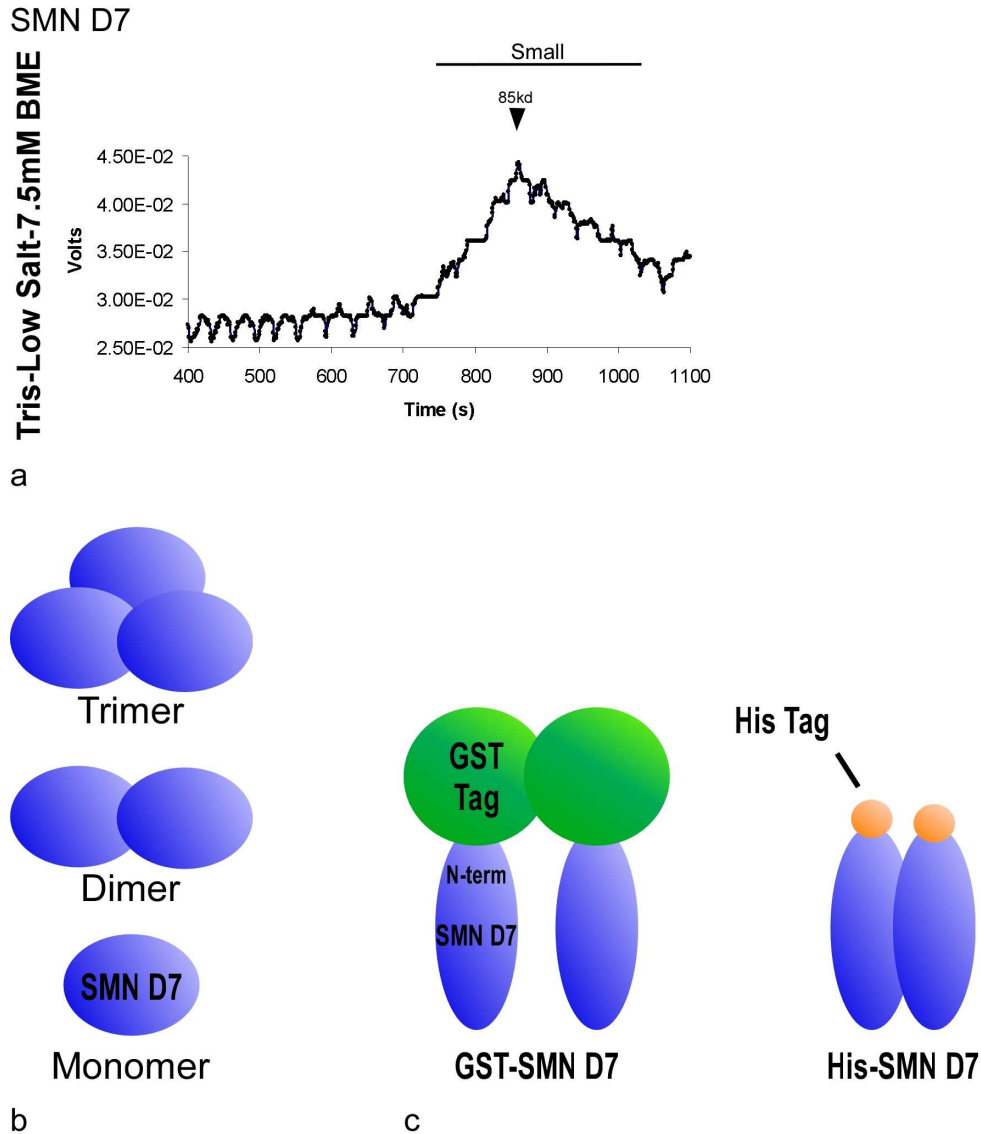 SMN D7
Tris-Low Salt-7.5mM BME
Small
85kd
4.50E-02
4.00E-02
3.50E-02
3.00E-02
2.50E-02
Volts
400 500 600 700 800 900 1000 1100
Time (s)
a
Trimer
Dimer
SMN D7
Monomer
b
GST
Tag
N-term
SMN D7
GST-SMN D7
His Tag
His-SMN D7
c